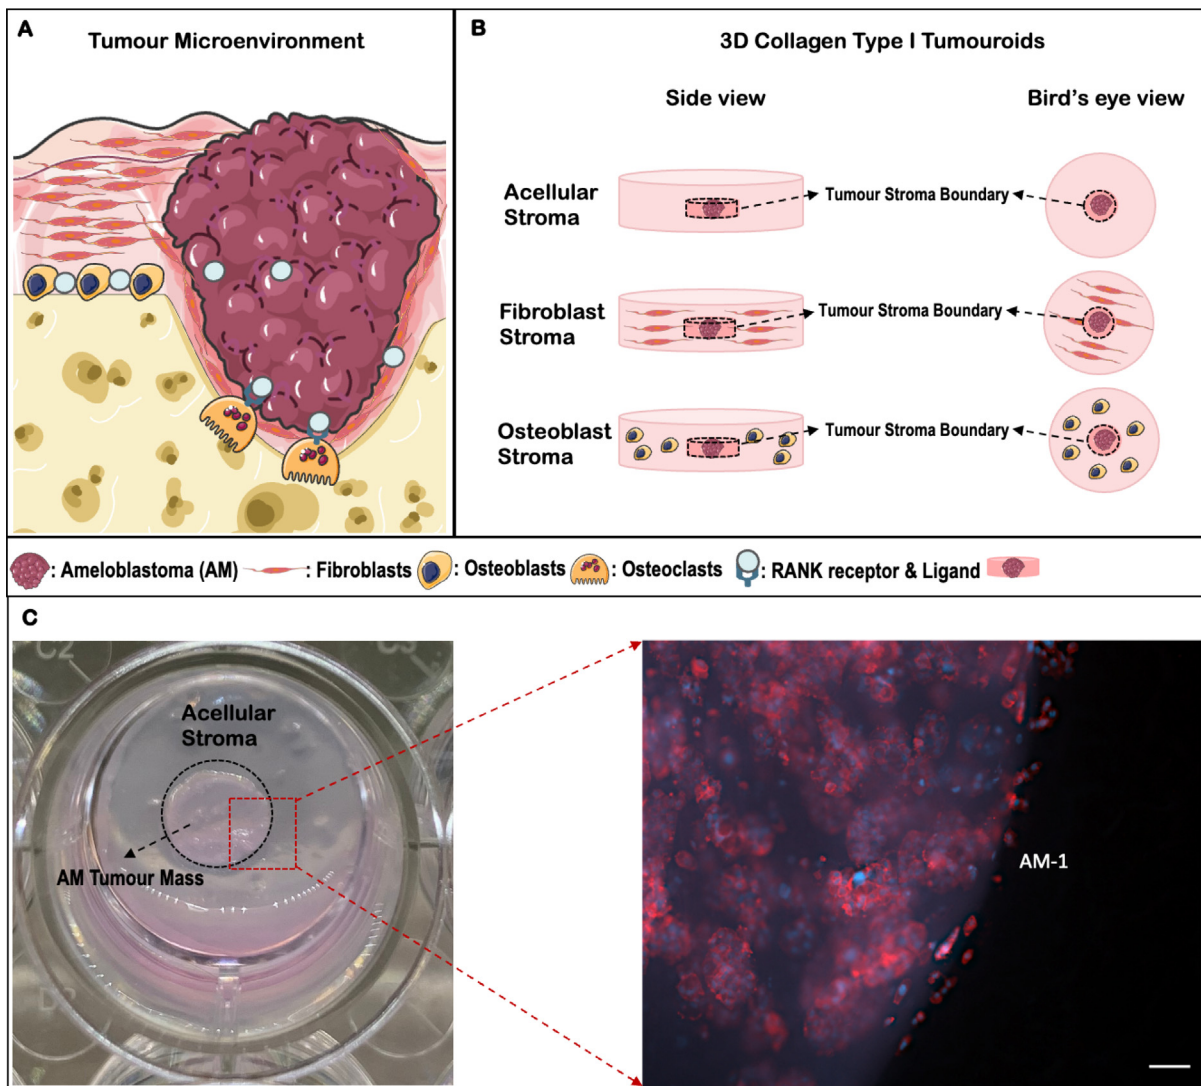 A
Tumour Microenvironment
B
3D Collagen Type I Tumouroids
Side view
Bird's eye view
Acellular
Stroma
Tumour Stroma Boundary
Fibroblast
Stroma
Tumour Stroma Boundary
Osteoblast
Stroma
Tumour Stroma Boundary
: Ameloblastoma (AM)
: Fibroblasts
: Osteoblasts
: Osteoclasts
: RANK receptor & Ligand
C
C2
C3
Acellular
Stroma
AM Tumour Mass
AM-1